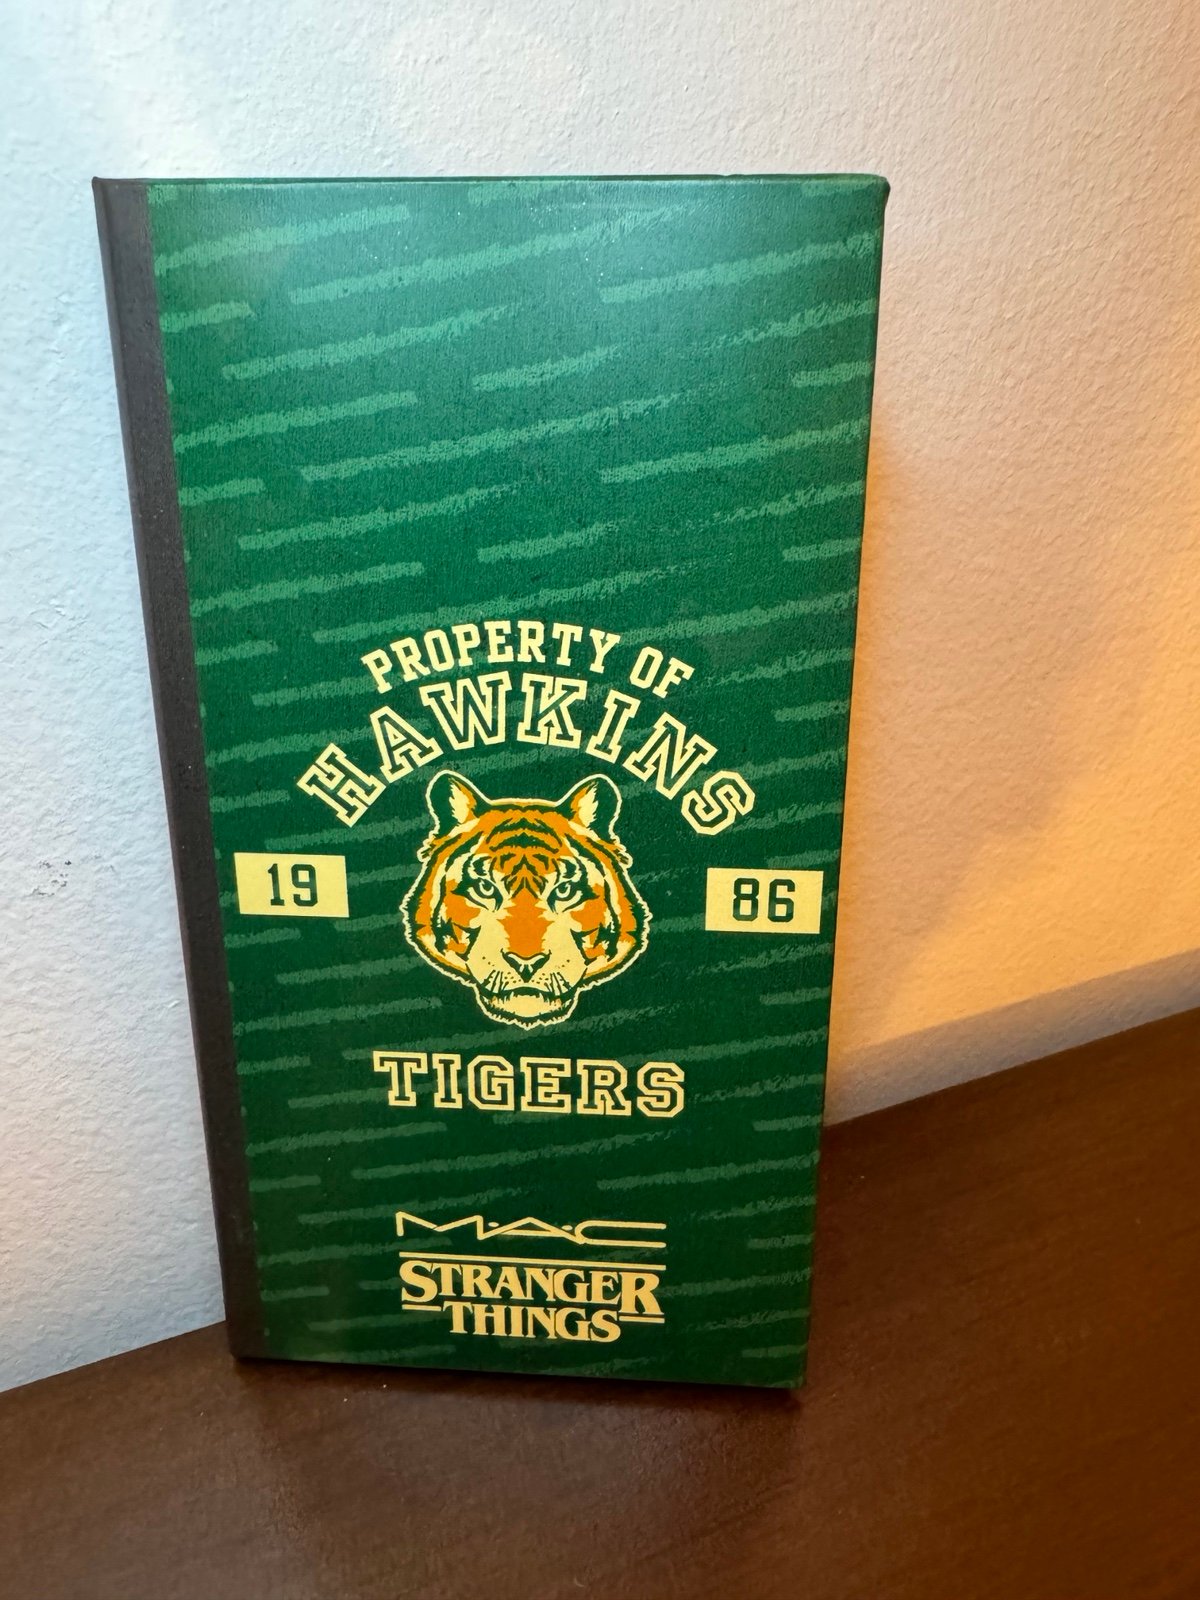 PROPERTY OF
HAWKINS
19 86
TIGERS
M·A·C
STRANGER
THINGS